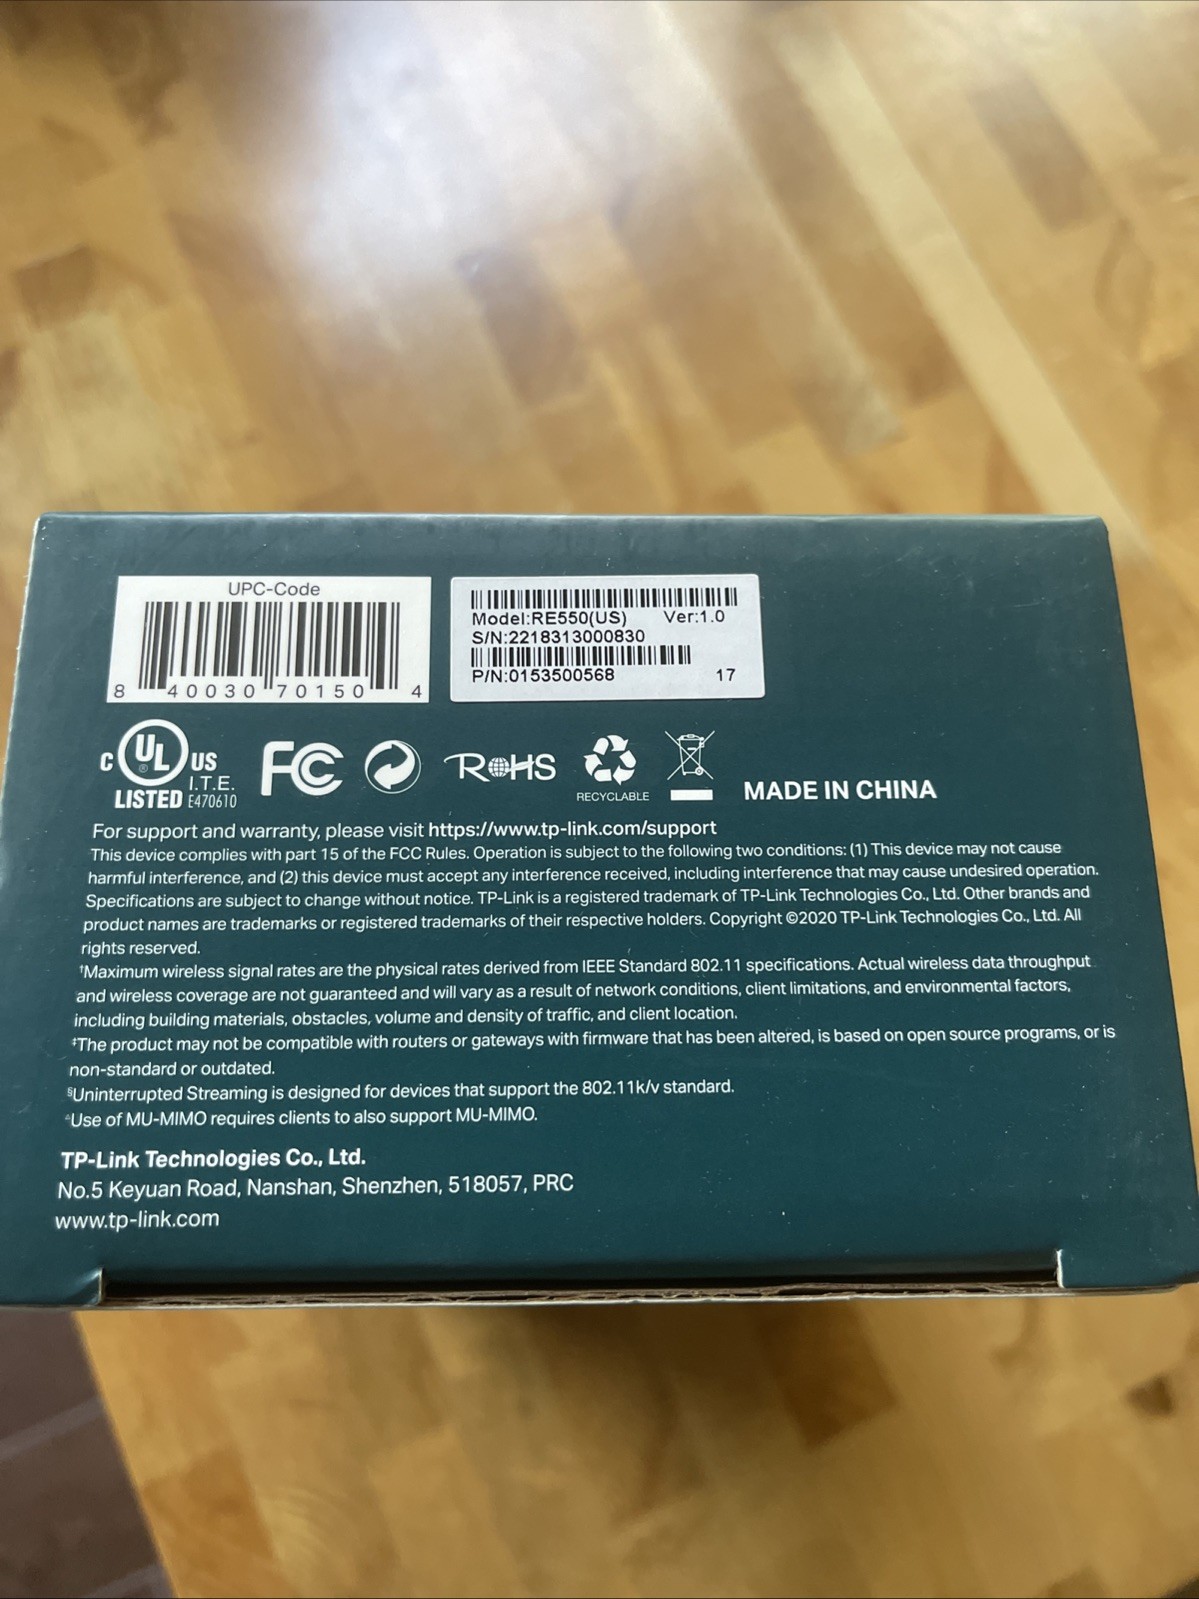 UPC-Code
8 40030 70150 4
Model:RE550(US) Ver:1.0
S/N:2218313000830
P/N:0153500568 17
C UL ® US
I.T.E.
LISTED E470610
FC
RoHS
RECYCLABLE
MADE IN CHINA
For support and warranty, please visit https://www.tp-link.com/support
This device complies with part 15 of the FCC Rules. Operation is subject to the following two conditions: (1) This device may not cause
harmful interference, and (2) this device must accept any interference received, including interference that may cause undesired operation.
Specifications are subject to change without notice. TP-Link is a registered trademark of TP-Link Technologies Co., Ltd. Other brands and
product names are trademarks or registered trademarks of their respective holders. Copyright ©2020 TP-Link Technologies Co., Ltd. All
rights reserved.
†Maximum wireless signal rates are the physical rates derived from IEEE Standard 802.11 specifications. Actual wireless data throughput
and wireless coverage are not guaranteed and will vary as a result of network conditions, client limitations, and environmental factors,
including building materials, obstacles, volume and density of traffic, and client location.
‡The product may not be compatible with routers or gateways with firmware that has been altered, is based on open source programs, or is
non-standard or outdated.
§Uninterrupted Streaming is designed for devices that support the 802.11k/v standard.
△Use of MU-MIMO requires clients to also support MU-MIMO.
TP-Link Technologies Co., Ltd.
No.5 Keyuan Road, Nanshan, Shenzhen, 518057, PRC
www.tp-link.com